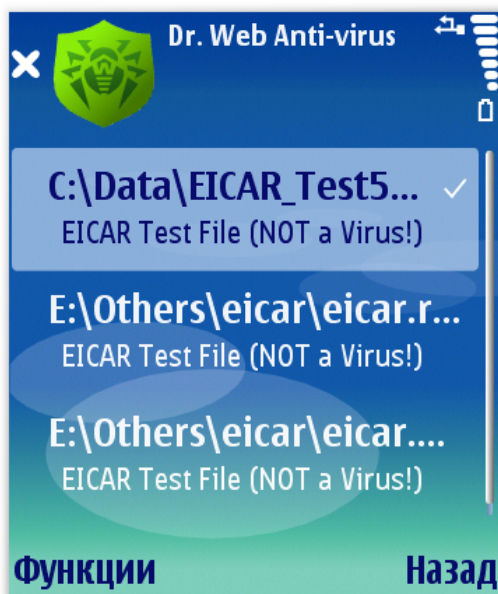 Dr. Web Anti-virus
C:\Data\EICAR_Test5...
EICAR Test File (NOT a Virus!)
E:\Others\eicar\eicar.r...
EICAR Test File (NOT a Virus!)
E:\Others\eicar\eicar....
EICAR Test File (NOT a Virus!)
Функции Назад